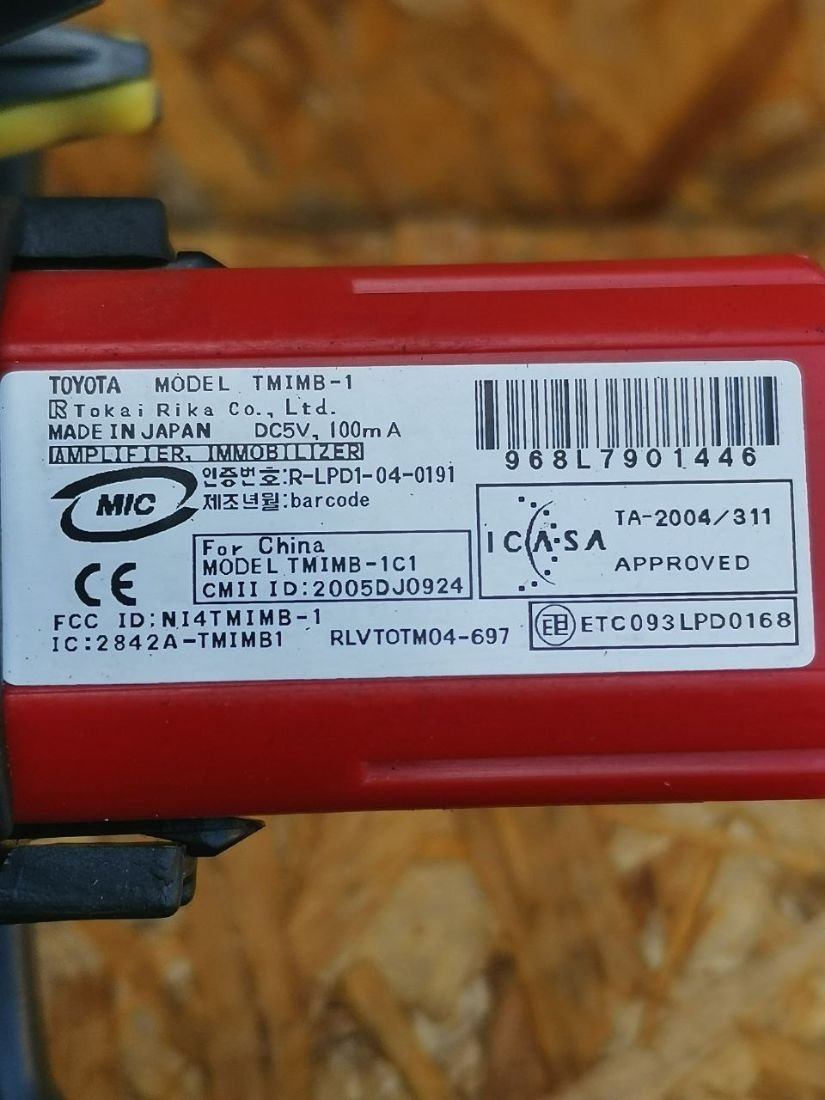 TOYOTA MODEL TMIMB-1
R Tokai Rika Co., Ltd.
MADE IN JAPAN DC5V, 100mA
AMPLIFIER, IMMOBILIZER
968L7901446
MIC
인증번호:R-LPD1-04-0191
제조년월:barcode
For China
MODEL TMIMB-1C1
CMII ID:2005DJ0924
ICASA
TA-2004/311
APPROVED
CE
FCC ID:NI4TMIMB-1
IC:2842A-TMIMB1
RLVTOTM04-697
ETC093LPD0168